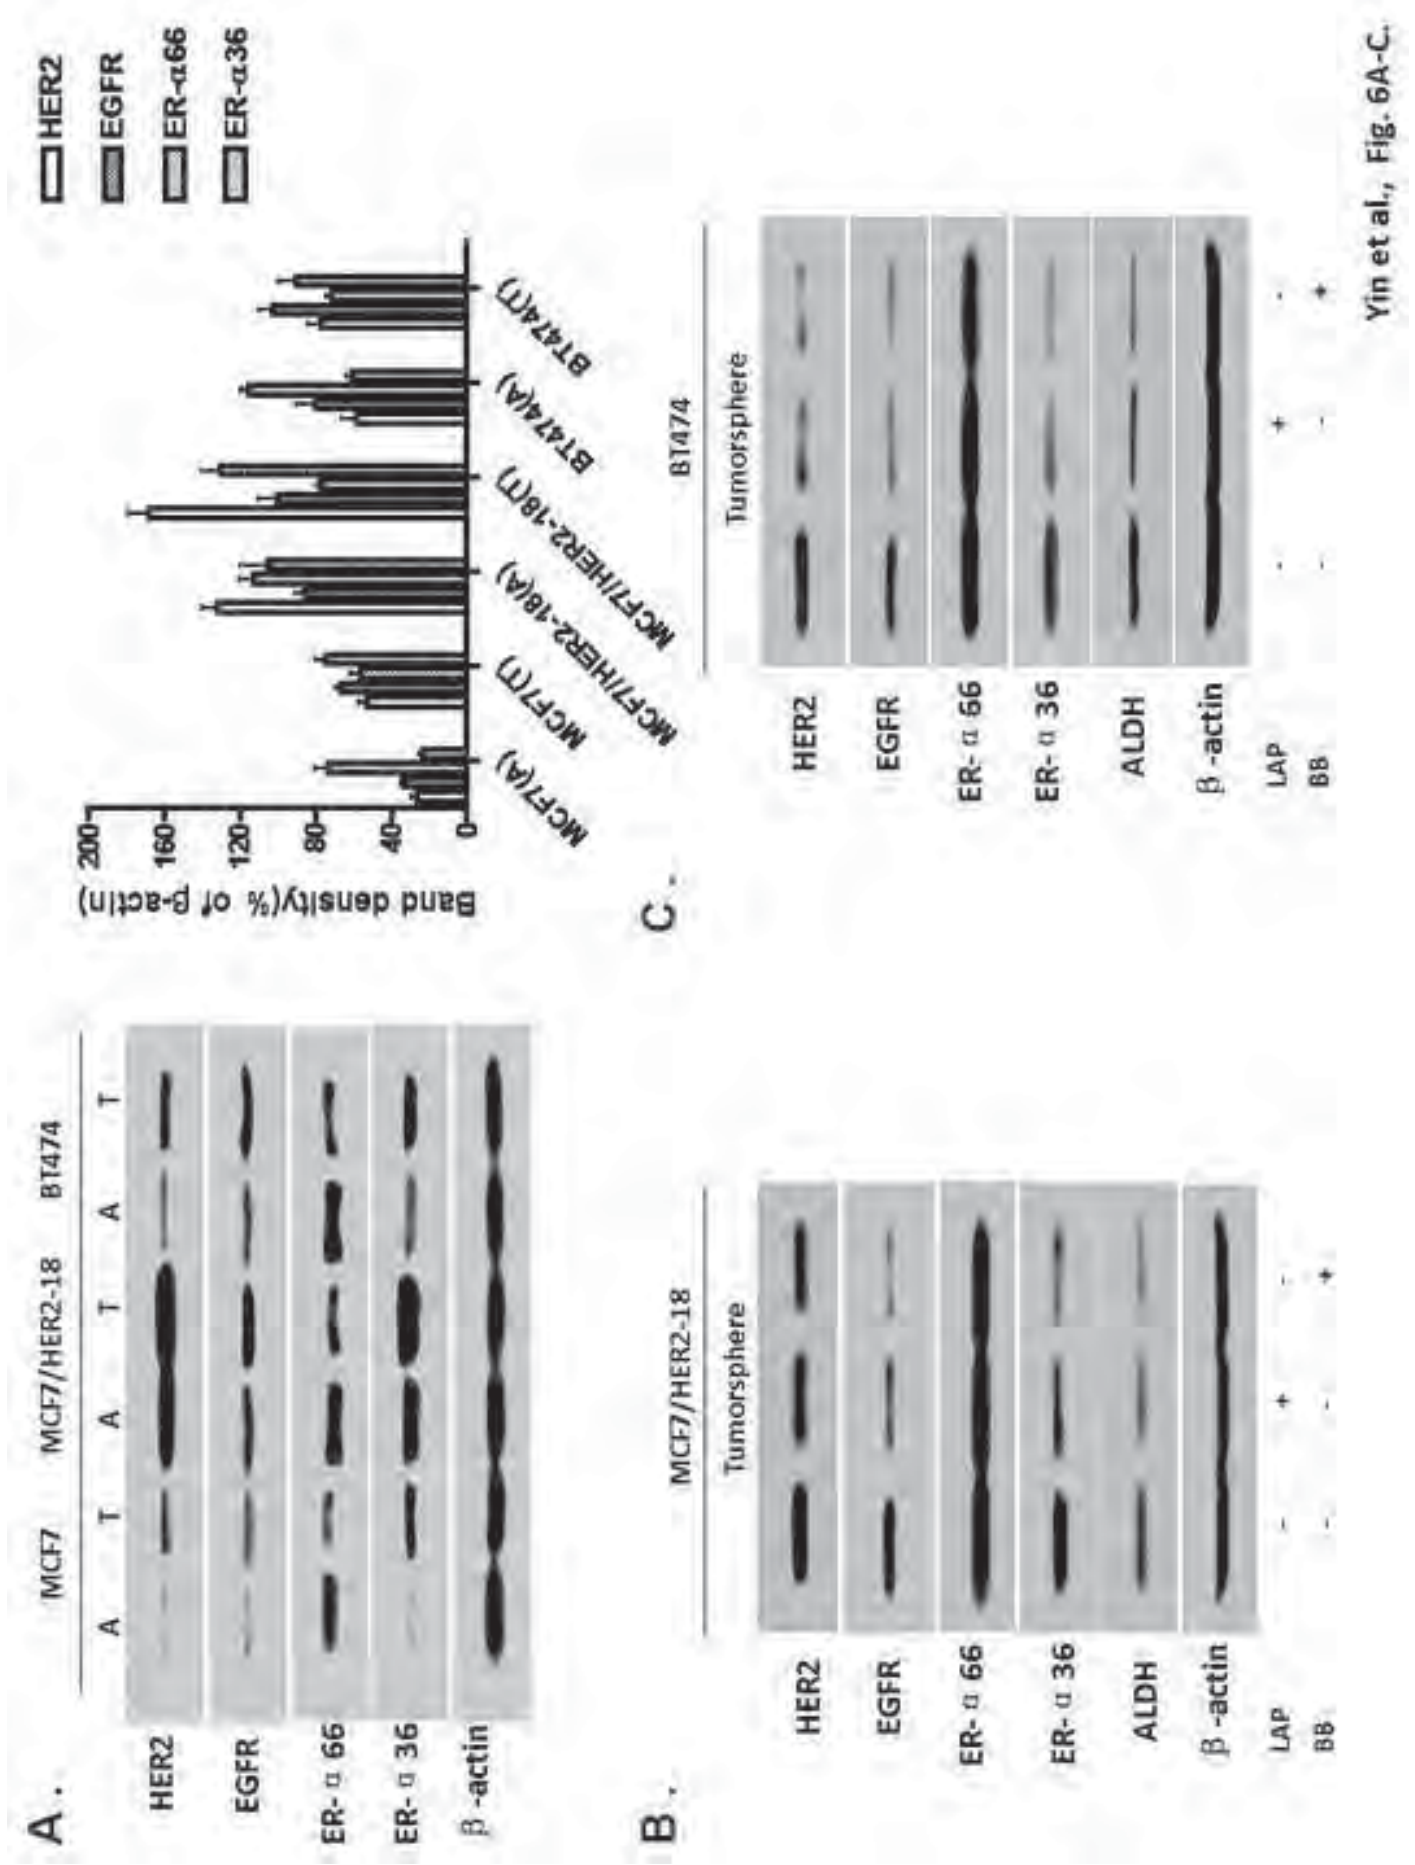 A.
MCF7 MCF7/HER2-18 BT474
A T A T A T
HER2
EGFR
ER-α 66
ER-α 36
β -actin
HER2
EGFR
ER-α66
ER-α36
Band density(% of β-actin)
200
160
120
80
40
0
MCF7(A)
MCF7(T)
MCF7/HER2-18(A)
MCF7/HER2-18(T)
BT474(A)
BT474(T)
B.
MCF7/HER2-18
Tumorsphere
HER2
EGFR
ER-α 66
ER-α 36
ALDH
β -actin
LAP - + -
BB - - +
C.
BT474
Tumorsphere
HER2
EGFR
ER-α 66
ER-α 36
ALDH
β -actin
LAP - + -
BB - - +
Yin et al., Fig. 6A-C.